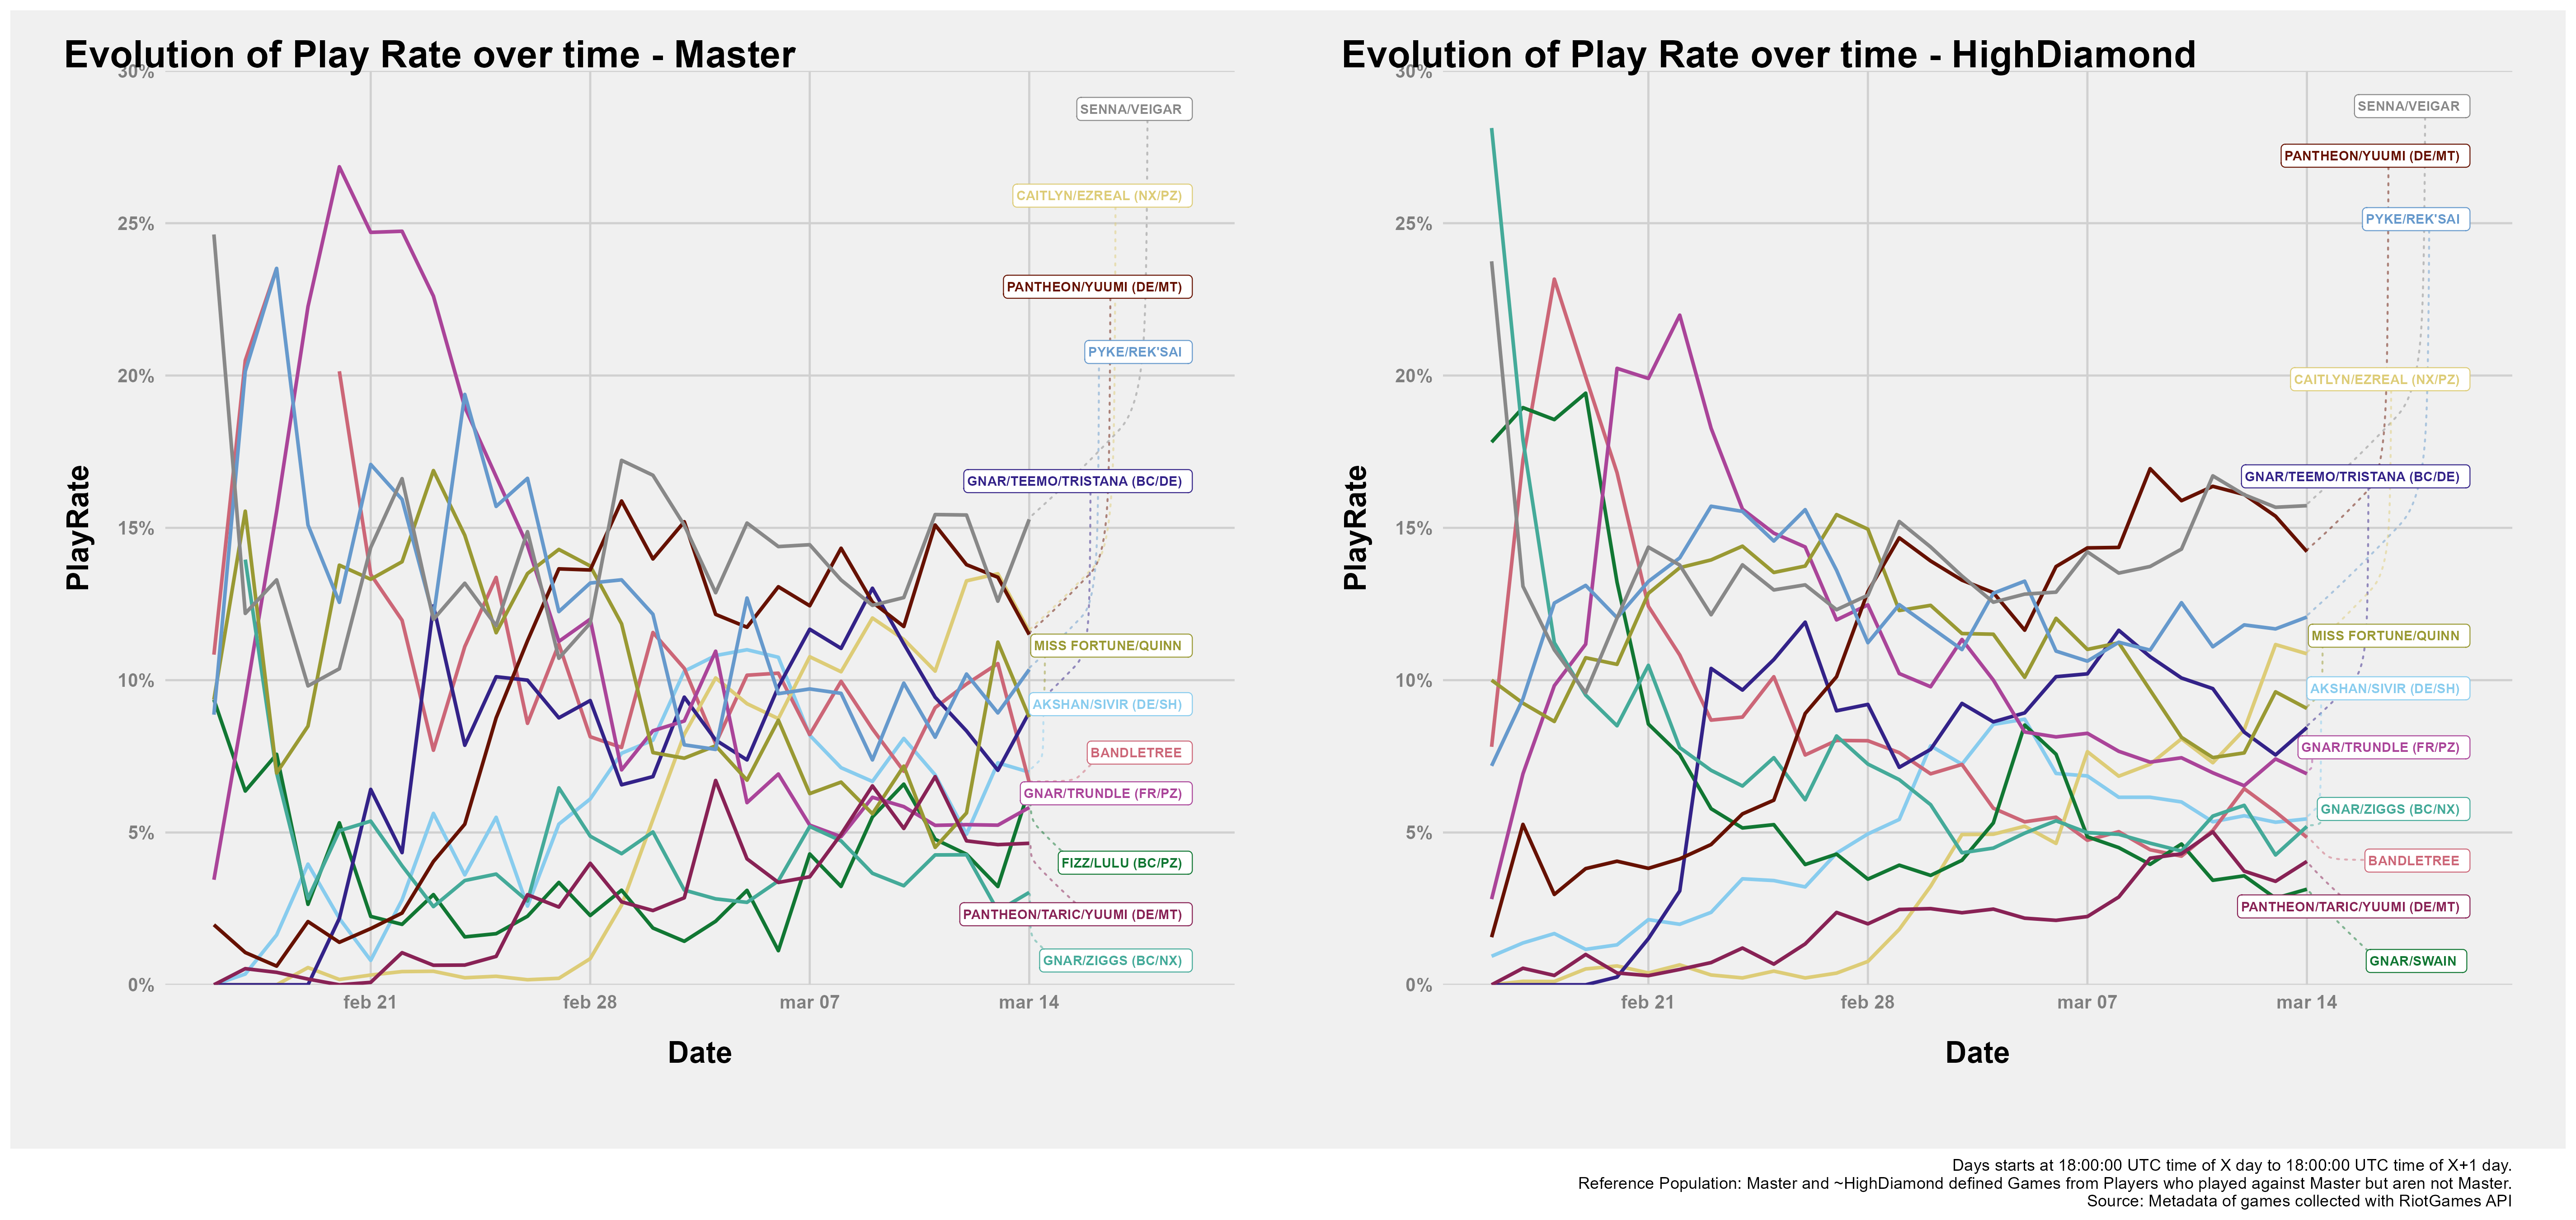 Evolution of Play Rate over time - Master
30%
25%
20%
15%
10%
5%
0%
PlayRate
SENNA/VEIGAR
CAITLYN/EZREAL (NX/PZ)
PANTHEON/YUUMI (DE/MT)
PYKE/REK'SAI
GNAR/TEEMO/TRISTANA (BC/DE)
MISS FORTUNE/QUINN
AKSHAN/SIVIR (DE/SH)
BANDLETREE
GNAR/TRUNDLE (FR/PZ)
FIZZ/LULU (BC/PZ)
PANTHEON/TARIC/YUUMI (DE/MT)
GNAR/ZIGGS (BC/NX)
feb 21 feb 28 mar 07 mar 14
Date
Evolution of Play Rate over time - HighDiamond
30%
25%
20%
15%
10%
5%
0%
PlayRate
SENNA/VEIGAR
PANTHEON/YUUMI (DE/MT)
PYKE/REK'SAI
CAITLYN/EZREAL (NX/PZ)
GNAR/TEEMO/TRISTANA (BC/DE)
MISS FORTUNE/QUINN
AKSHAN/SIVIR (DE/SH)
GNAR/TRUNDLE (FR/PZ)
GNAR/ZIGGS (BC/NX)
BANDLETREE
PANTHEON/TARIC/YUUMI (DE/MT)
GNAR/SWAIN
feb 21 feb 28 mar 07 mar 14
Date
Days starts at 18:00:00 UTC time of X day to 18:00:00 UTC time of X+1 day.
Reference Population: Master and ~HighDiamond defined Games from Players who played against Master but aren not Master.
Source: Metadata of games collected with RiotGames API